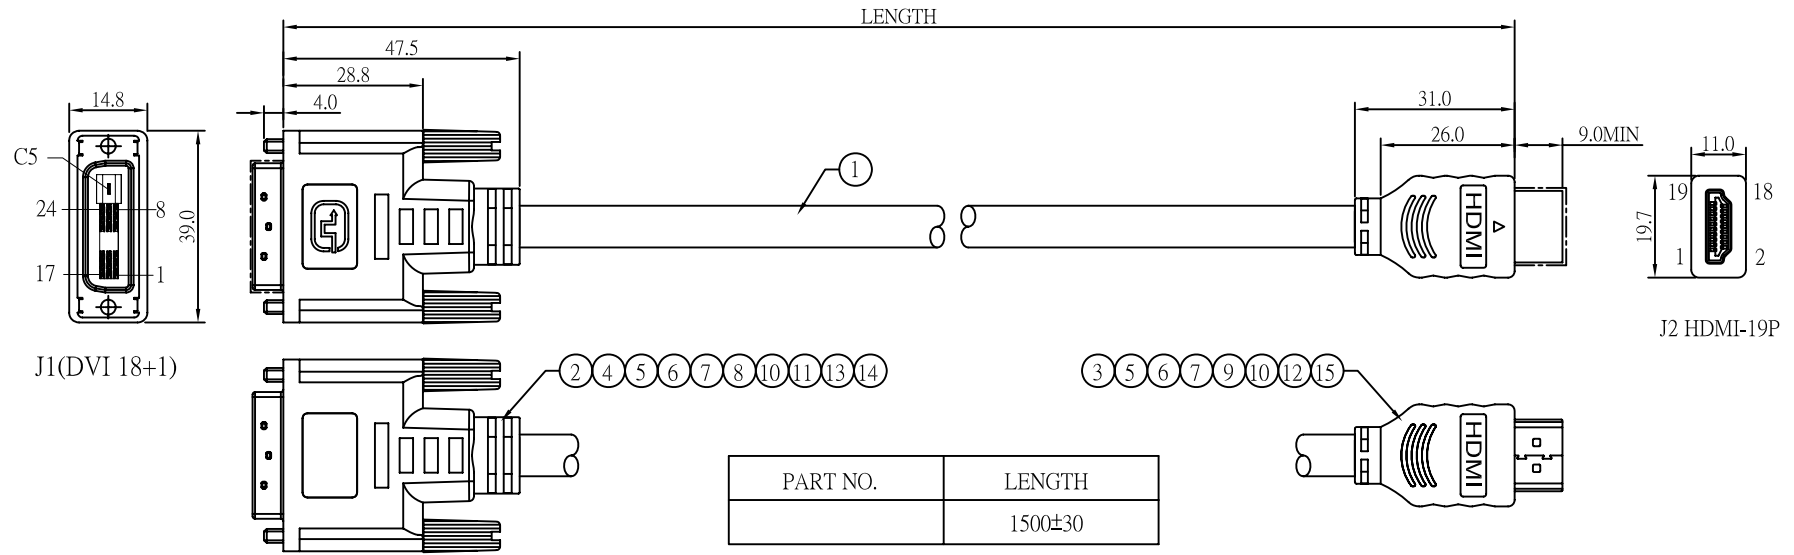 LENGTH
47.5
28.8
4.0
14.8
C5
24
8
39.0
17
1
J1(DVI 18+1)
1
31.0
26.0
9.0MIN
11.0
19
18
19.7
1
2
HDMI
J2 HDMI-19P
2 4 5 6 7 8 10 11 13 14
3 5 6 7 9 10 12 15
HDMI
PART NO. LENGTH
1500±30